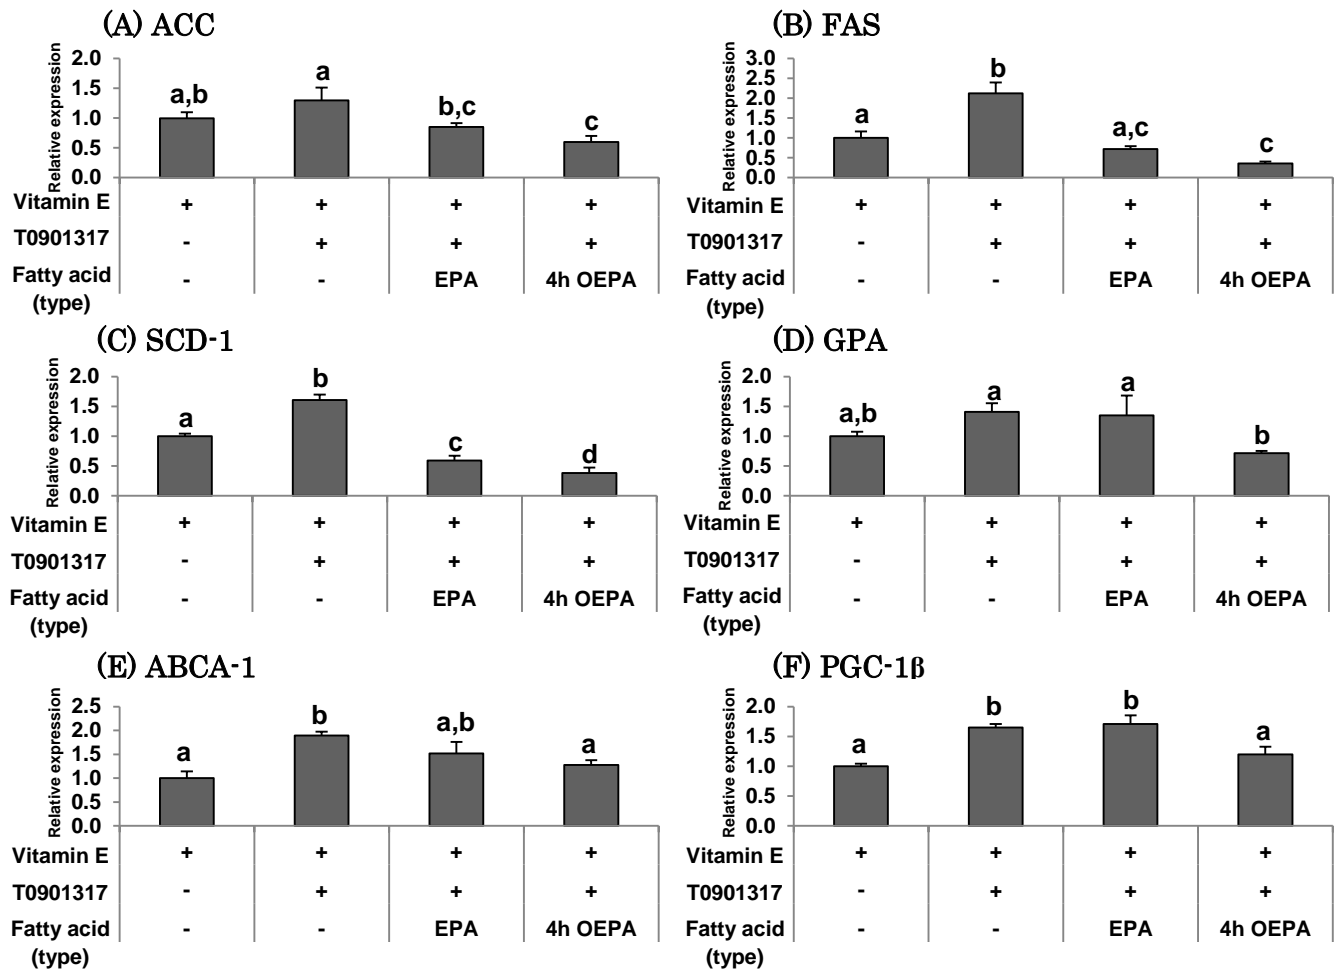 (A) ACC
Relative expression
2.0
1.5
1.0
0.5
0.0
a,b
a
b,c
c
Vitamin E + + + +
T0901317 - + + +
Fatty acid - - EPA 4h OEPA
(type)
(B) FAS
Relative expression
3.0
2.5
2.0
1.5
1.0
0.5
0.0
a
b
a,c
c
Vitamin E + + + +
T0901317 - + + +
Fatty acid - - EPA 4h OEPA
(type)
(C) SCD-1
Relative expression
2.0
1.5
1.0
0.5
0.0
a
b
c
d
Vitamin E + + + +
T0901317 - + + +
Fatty acid - - EPA 4h OEPA
(type)
(D) GPA
Relative expression
2.0
1.5
1.0
0.5
0.0
a,b
a
a
b
Vitamin E + + + +
T0901317 - + + +
Fatty acid - - EPA 4h OEPA
(type)
(E) ABCA-1
Relative expression
2.5
2.0
1.5
1.0
0.5
0.0
a
b
a,b
a
Vitamin E + + + +
T0901317 - + + +
Fatty acid - - EPA 4h OEPA
(type)
(F) PGC-1β
Relative expression
2.0
1.5
1.0
0.5
0.0
a
b
b
a
Vitamin E + + + +
T0901317 - + + +
Fatty acid - - EPA 4h OEPA
(type)